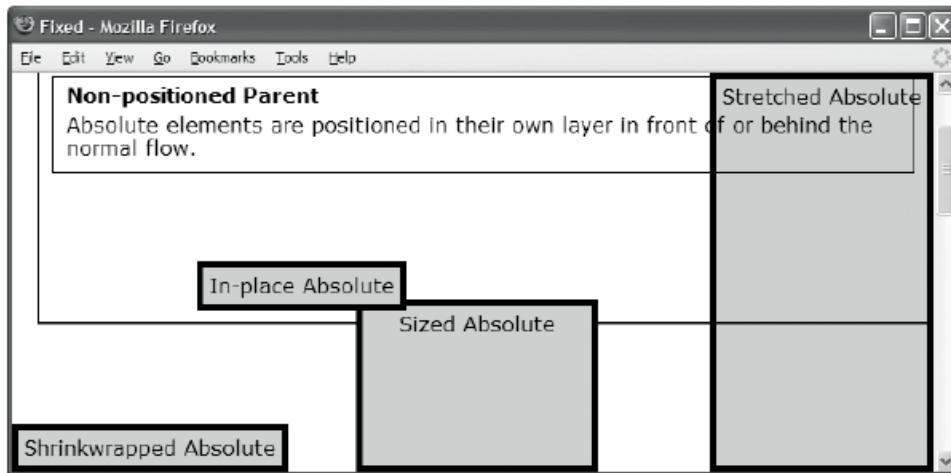 Fixed - Mozilla Firefox
File Edit View Go Bookmarks Tools Help
Non-positioned Parent
Absolute elements are positioned in their own layer in front of or behind the
normal flow.
Stretched Absolute
In-place Absolute
Sized Absolute
Shrinkwrapped Absolute